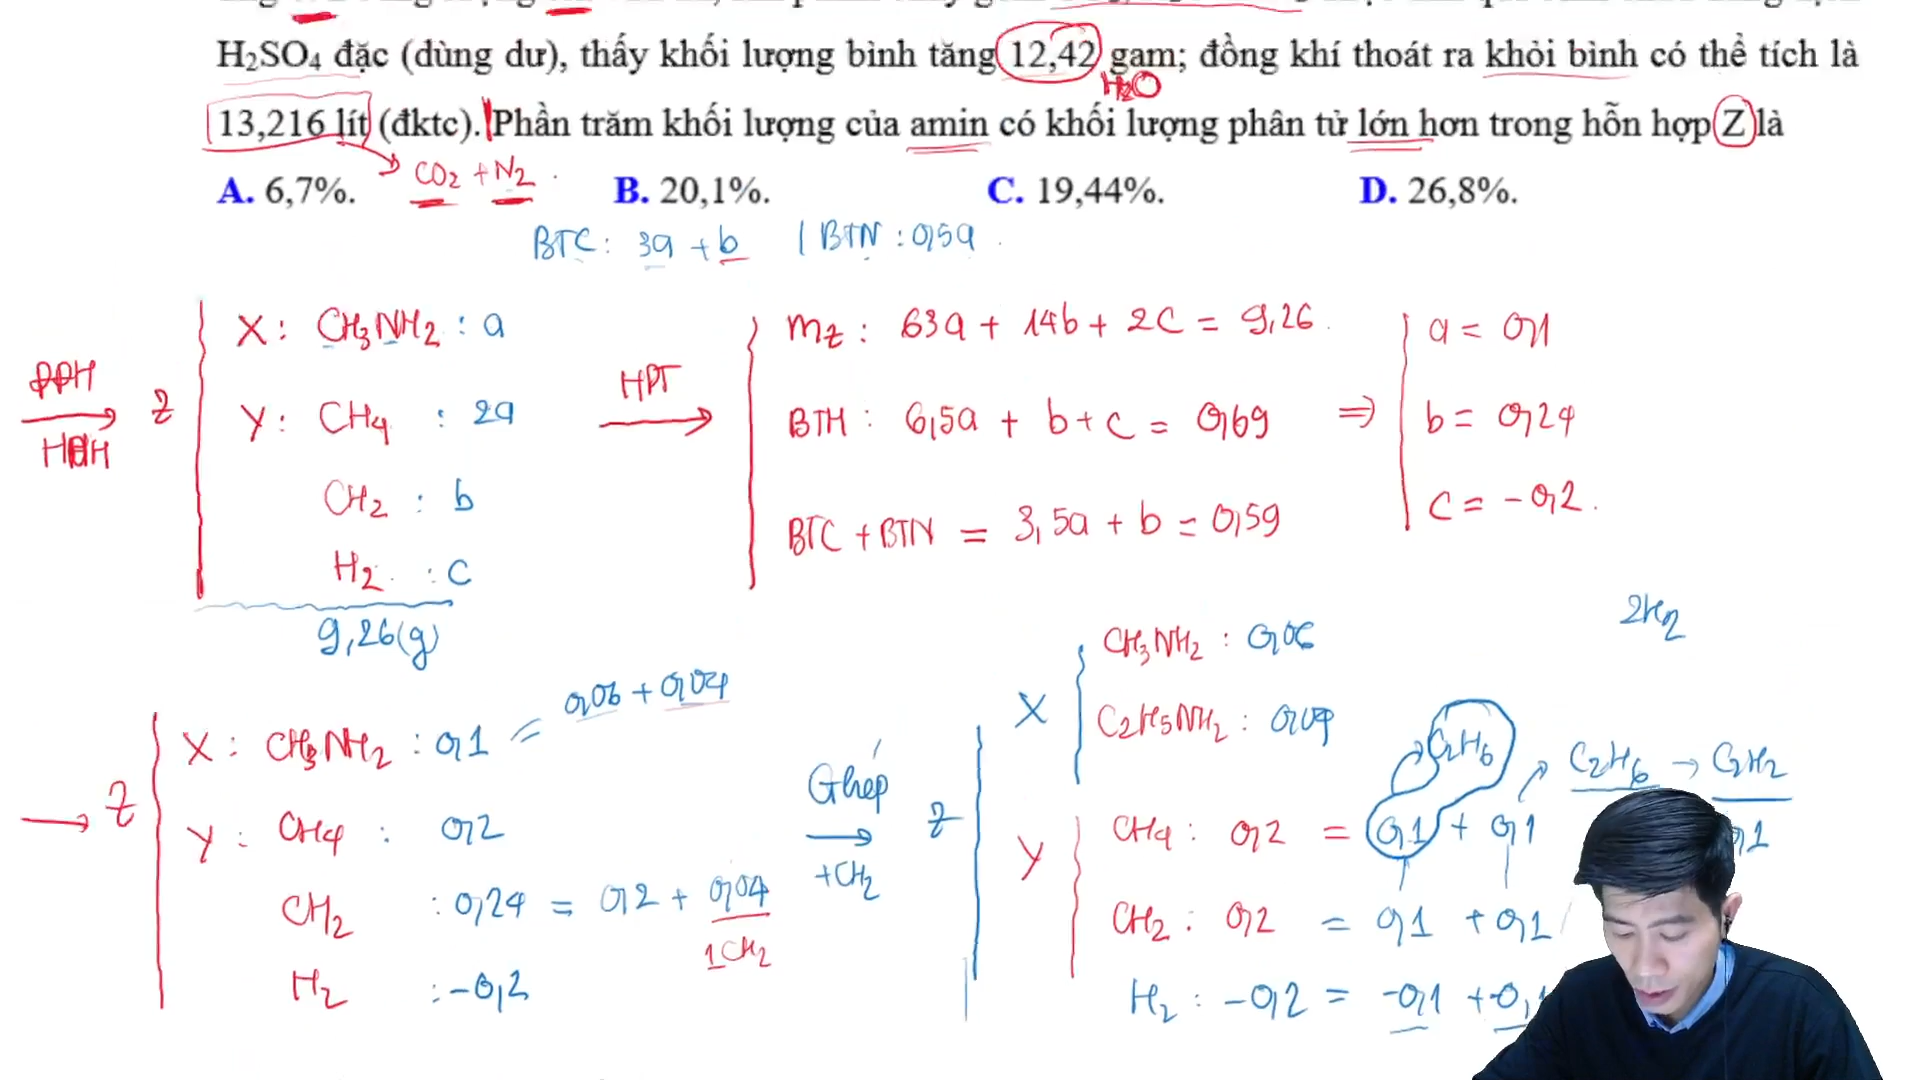 H₂SO₄ đặc (dùng dư), thấy khối lượng bình tăng 12,42 gam; đồng khí thoát ra khỏi bình có thể tích là
H₂O
13,216 lít (đktc). Phần trăm khối lượng của amin có khối lượng phân tử lớn hơn trong hỗn hợp Z là
CO₂ + N₂
A. 6,7%. B. 20,1%. C. 19,44%. D. 26,8%.
BTC: 3a + b | BTN: 0,5a
Z
X: CH₃NH₂ : a
Y: CH₄ : 2a
CH₂ : b
H₂ : c
9,26(g)
HPT
m_Z: 63a + 14b + 2c = 9,26
BTH: 6,5a + b + c = 0,69
BTC + BTN = 3,5a + b = 0,59
⇒ a = 0,1
b = 0,24
c = -0,2.
2H₂
→ Z
X: CH₃NH₂ : 0,1 = 0,06 + 0,04
Y: CH₄ : 0,2
CH₂ : 0,24 = 0,2 + 0,04
1CH₂
H₂ : -0,2
Ghép
+CH₂
Z
X
CH₃NH₂ : 0,06
C₂H₅NH₂ : 0,04
C₂H₆
C₂H₆ → C₂H₂
Y
CH₄ : 0,2 = 0,1 + 0,1
CH₂ : 0,2 = 0,1 + 0,1
H₂ : -0,2 = -0,1 +